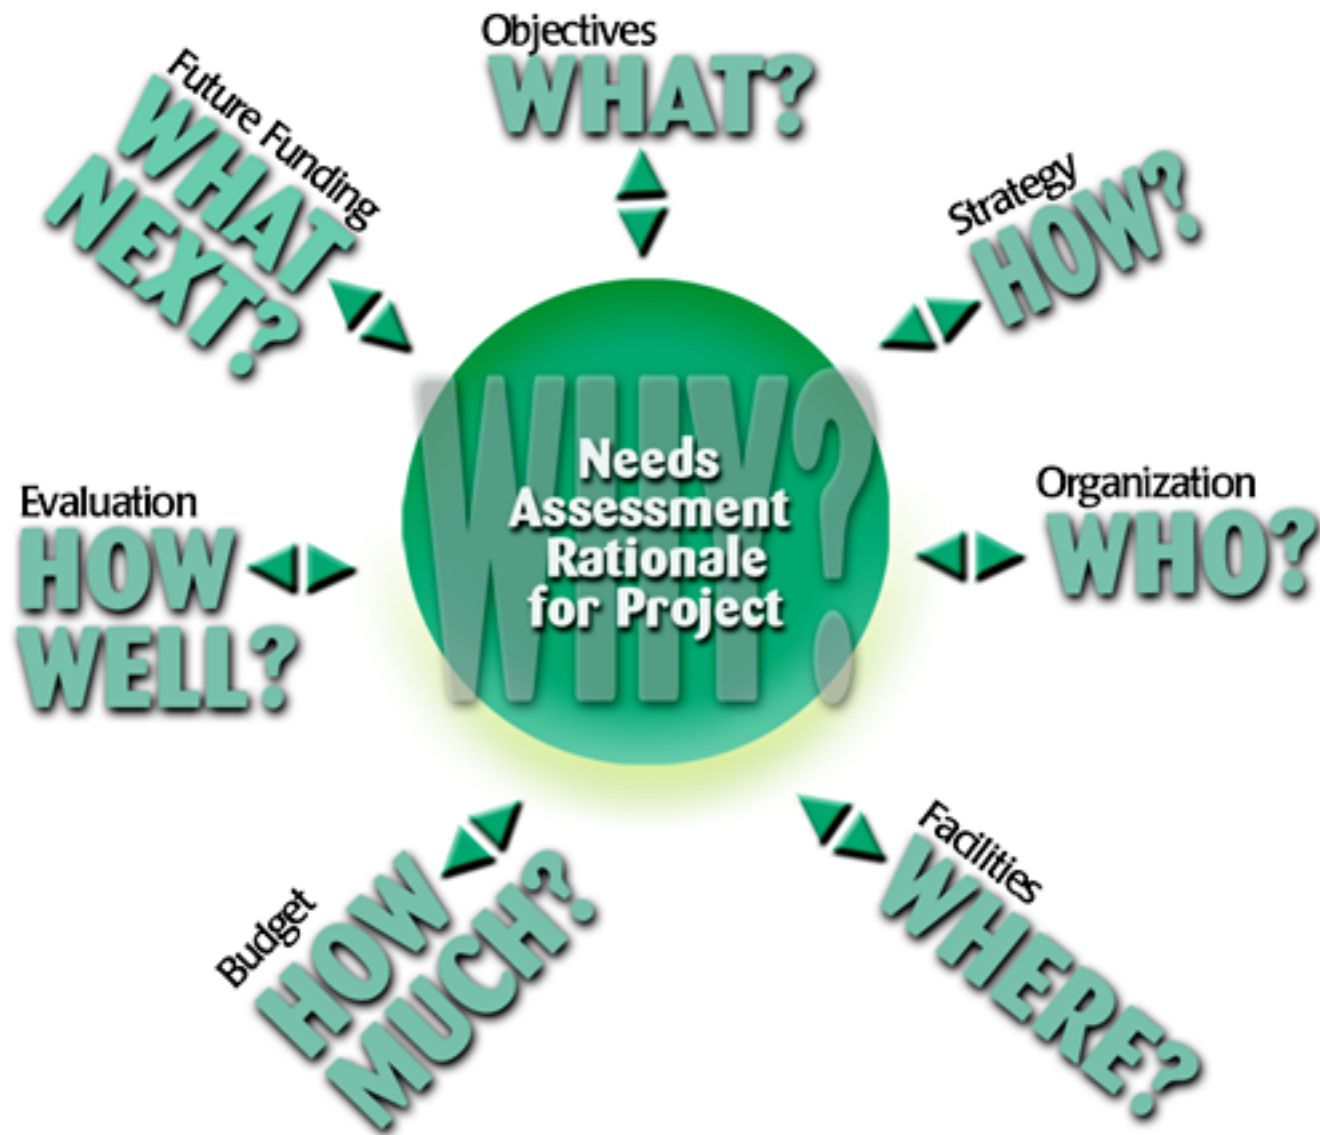 Objectives
WHAT?
Strategy
HOW?
Organization
WHO?
Facilities
WHERE?
Budget
HOW
MUCH?
Evaluation
HOW
WELL?
Future Funding
WHAT
NEXT?
WHY?
Needs
Assessment
Rationale
for Project